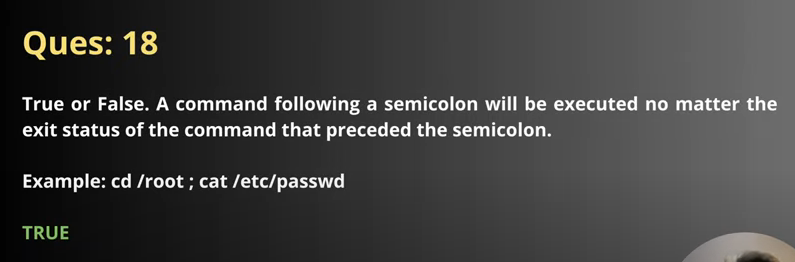 Ques: 18
True or False. A command following a semicolon will be executed no matter the
exit status of the command that preceded the semicolon.
Example: cd /root ; cat /etc/passwd
TRUE